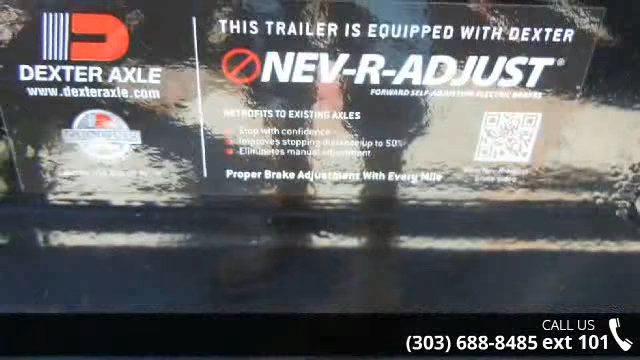 DEXTER AXLE
www.dexteraxle.com
THIS TRAILER IS EQUIPPED WITH DEXTER
NEV-R-ADJUST®
FORWARD SELF-ADJUSTING ELECTRIC BRAKES
RETROFITS TO EXISTING AXLES
Stop with confidence
Improves stopping distance up to 50%
Eliminates manual adjustment
Proper Brake Adjustment With Every Mile
CALL US
(303) 688-8485 ext 101